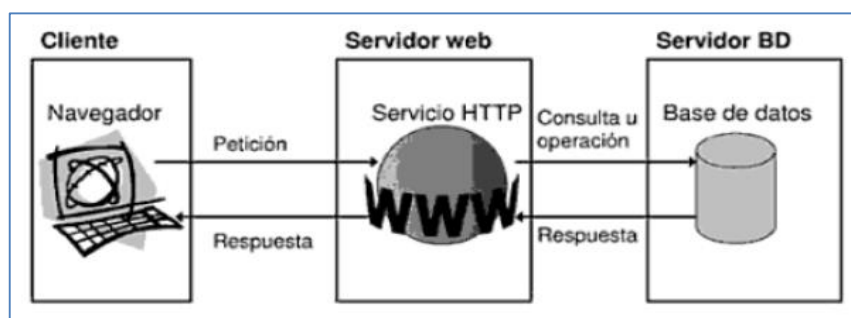 Cliente
Servidor web
Servidor BD
Navegador
Servicio HTTP
Base de datos
Petición
Consulta u
operación
WWW
Respuesta
Respuesta